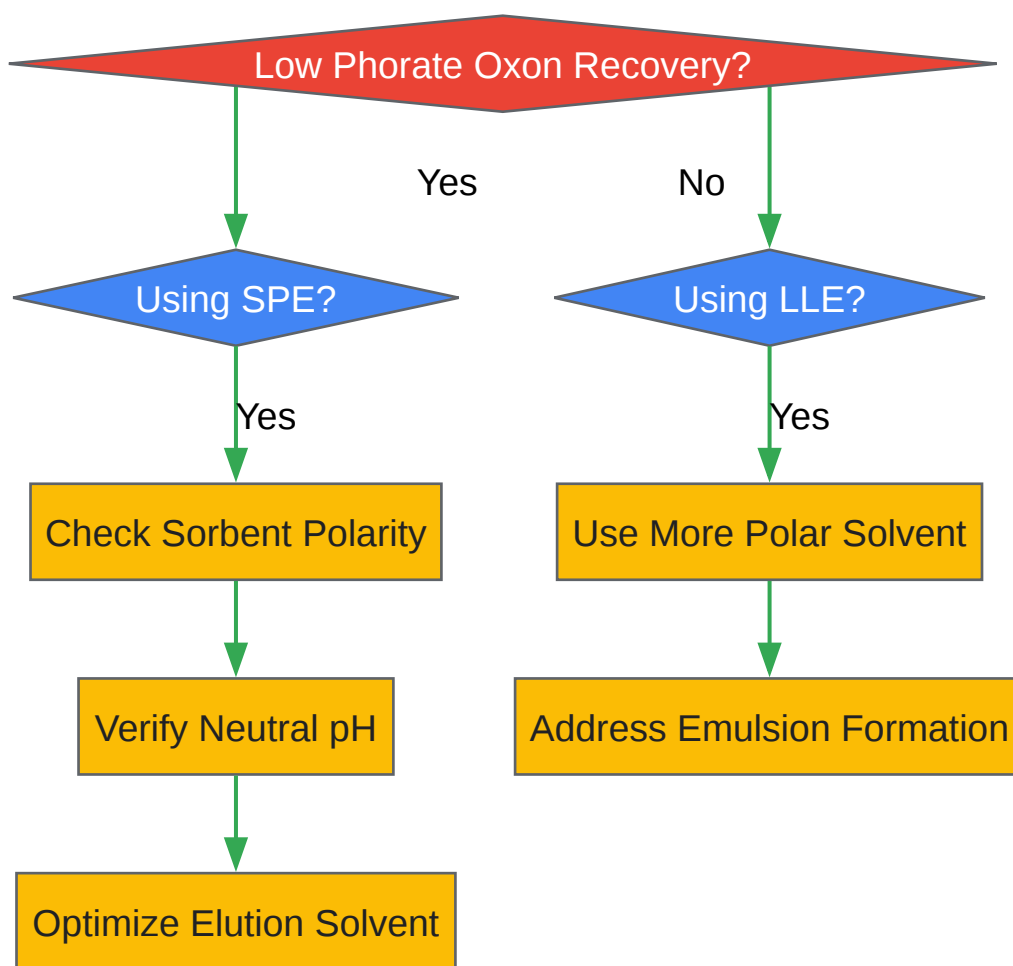 Low Phorate Oxon Recovery?
Yes
No
Using SPE?
Using LLE?
Yes
Yes
Check Sorbent Polarity
Use More Polar Solvent
Verify Neutral pH
Address Emulsion Formation
Optimize Elution Solvent